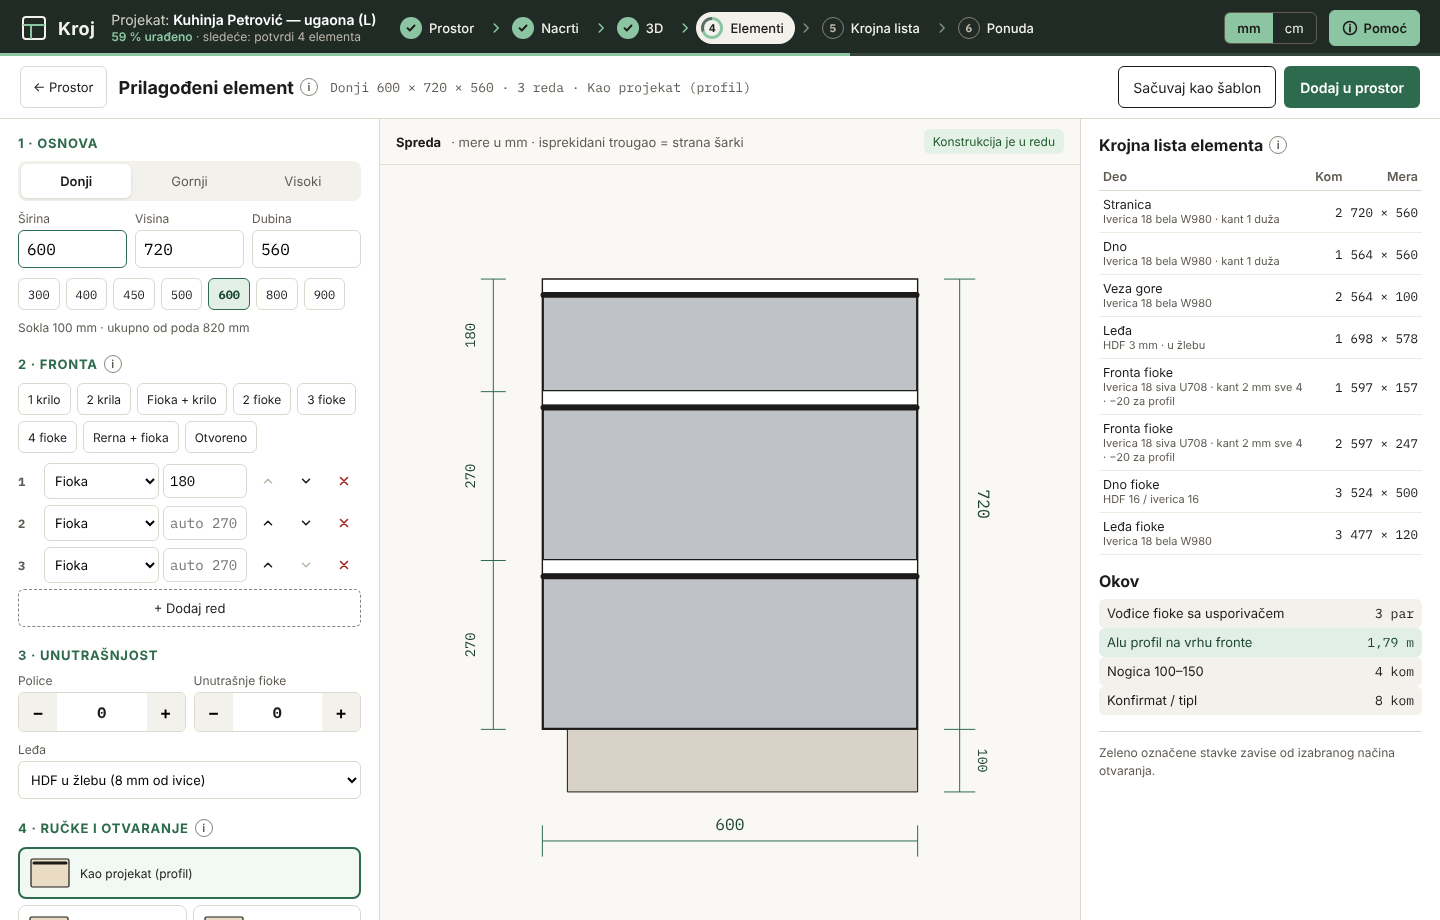 Kroj
Projekat: Kuhinja Petrović — ugaona (L)
59 % urađeno · sledeće: potvrdi 4 elementa
Prostor
Nacrti
3D
4 Elementi
5 Krojna lista
6 Ponuda
mm cm
Pomoć
← Prostor
Prilagođeni element i
Donji 600 × 720 × 560 · 3 reda · Kao projekat (profil)
Sačuvaj kao šablon
Dodaj u prostor
1 · OSNOVA
Donji Gornji Visoki
Širina Visina Dubina
600 720 560
300 400 450 500 600 800 900
Sokla 100 mm · ukupno od poda 820 mm
2 · FRONTA i
1 krilo 2 krila Fioka + krilo 2 fioke 3 fioke
4 fioke Rerna + fioka Otvoreno
1 Fioka 180
2 Fioka auto 270
3 Fioka auto 270
+ Dodaj red
3 · UNUTRAŠNJOST
Police Unutrašnje fioke
− 0 + − 0 +
Leđa
HDF u žlebu (8 mm od ivice)
4 · RUČKE I OTVARANJE i
Kao projekat (profil)
Spreda · mere u mm · isprekidani trougao = strana šarki
Konstrukcija je u redu
180
270
270
720
100
600
Krojna lista elementa i
Deo Kom Mera
Stranica 2 720 × 560
Iverica 18 bela W980 · kant 1 duža
Dno 1 564 × 560
Iverica 18 bela W980 · kant 1 duža
Veza gore 2 564 × 100
Iverica 18 bela W980
Leđa 1 698 × 578
HDF 3 mm · u žlebu
Fronta fioke 1 597 × 157
Iverica 18 siva U708 · kant 2 mm sve 4
· −20 za profil
Fronta fioke 2 597 × 247
Iverica 18 siva U708 · kant 2 mm sve 4
· −20 za profil
Dno fioke 3 524 × 500
HDF 16 / iverica 16
Leđa fioke 3 477 × 120
Iverica 18 bela W980
Okov
Vođice fioke sa usporivačem 3 par
Alu profil na vrhu fronte 1,79 m
Nogica 100–150 4 kom
Konfirmat / tipl 8 kom
Zeleno označene stavke zavise od izabranog načina
otvaranja.